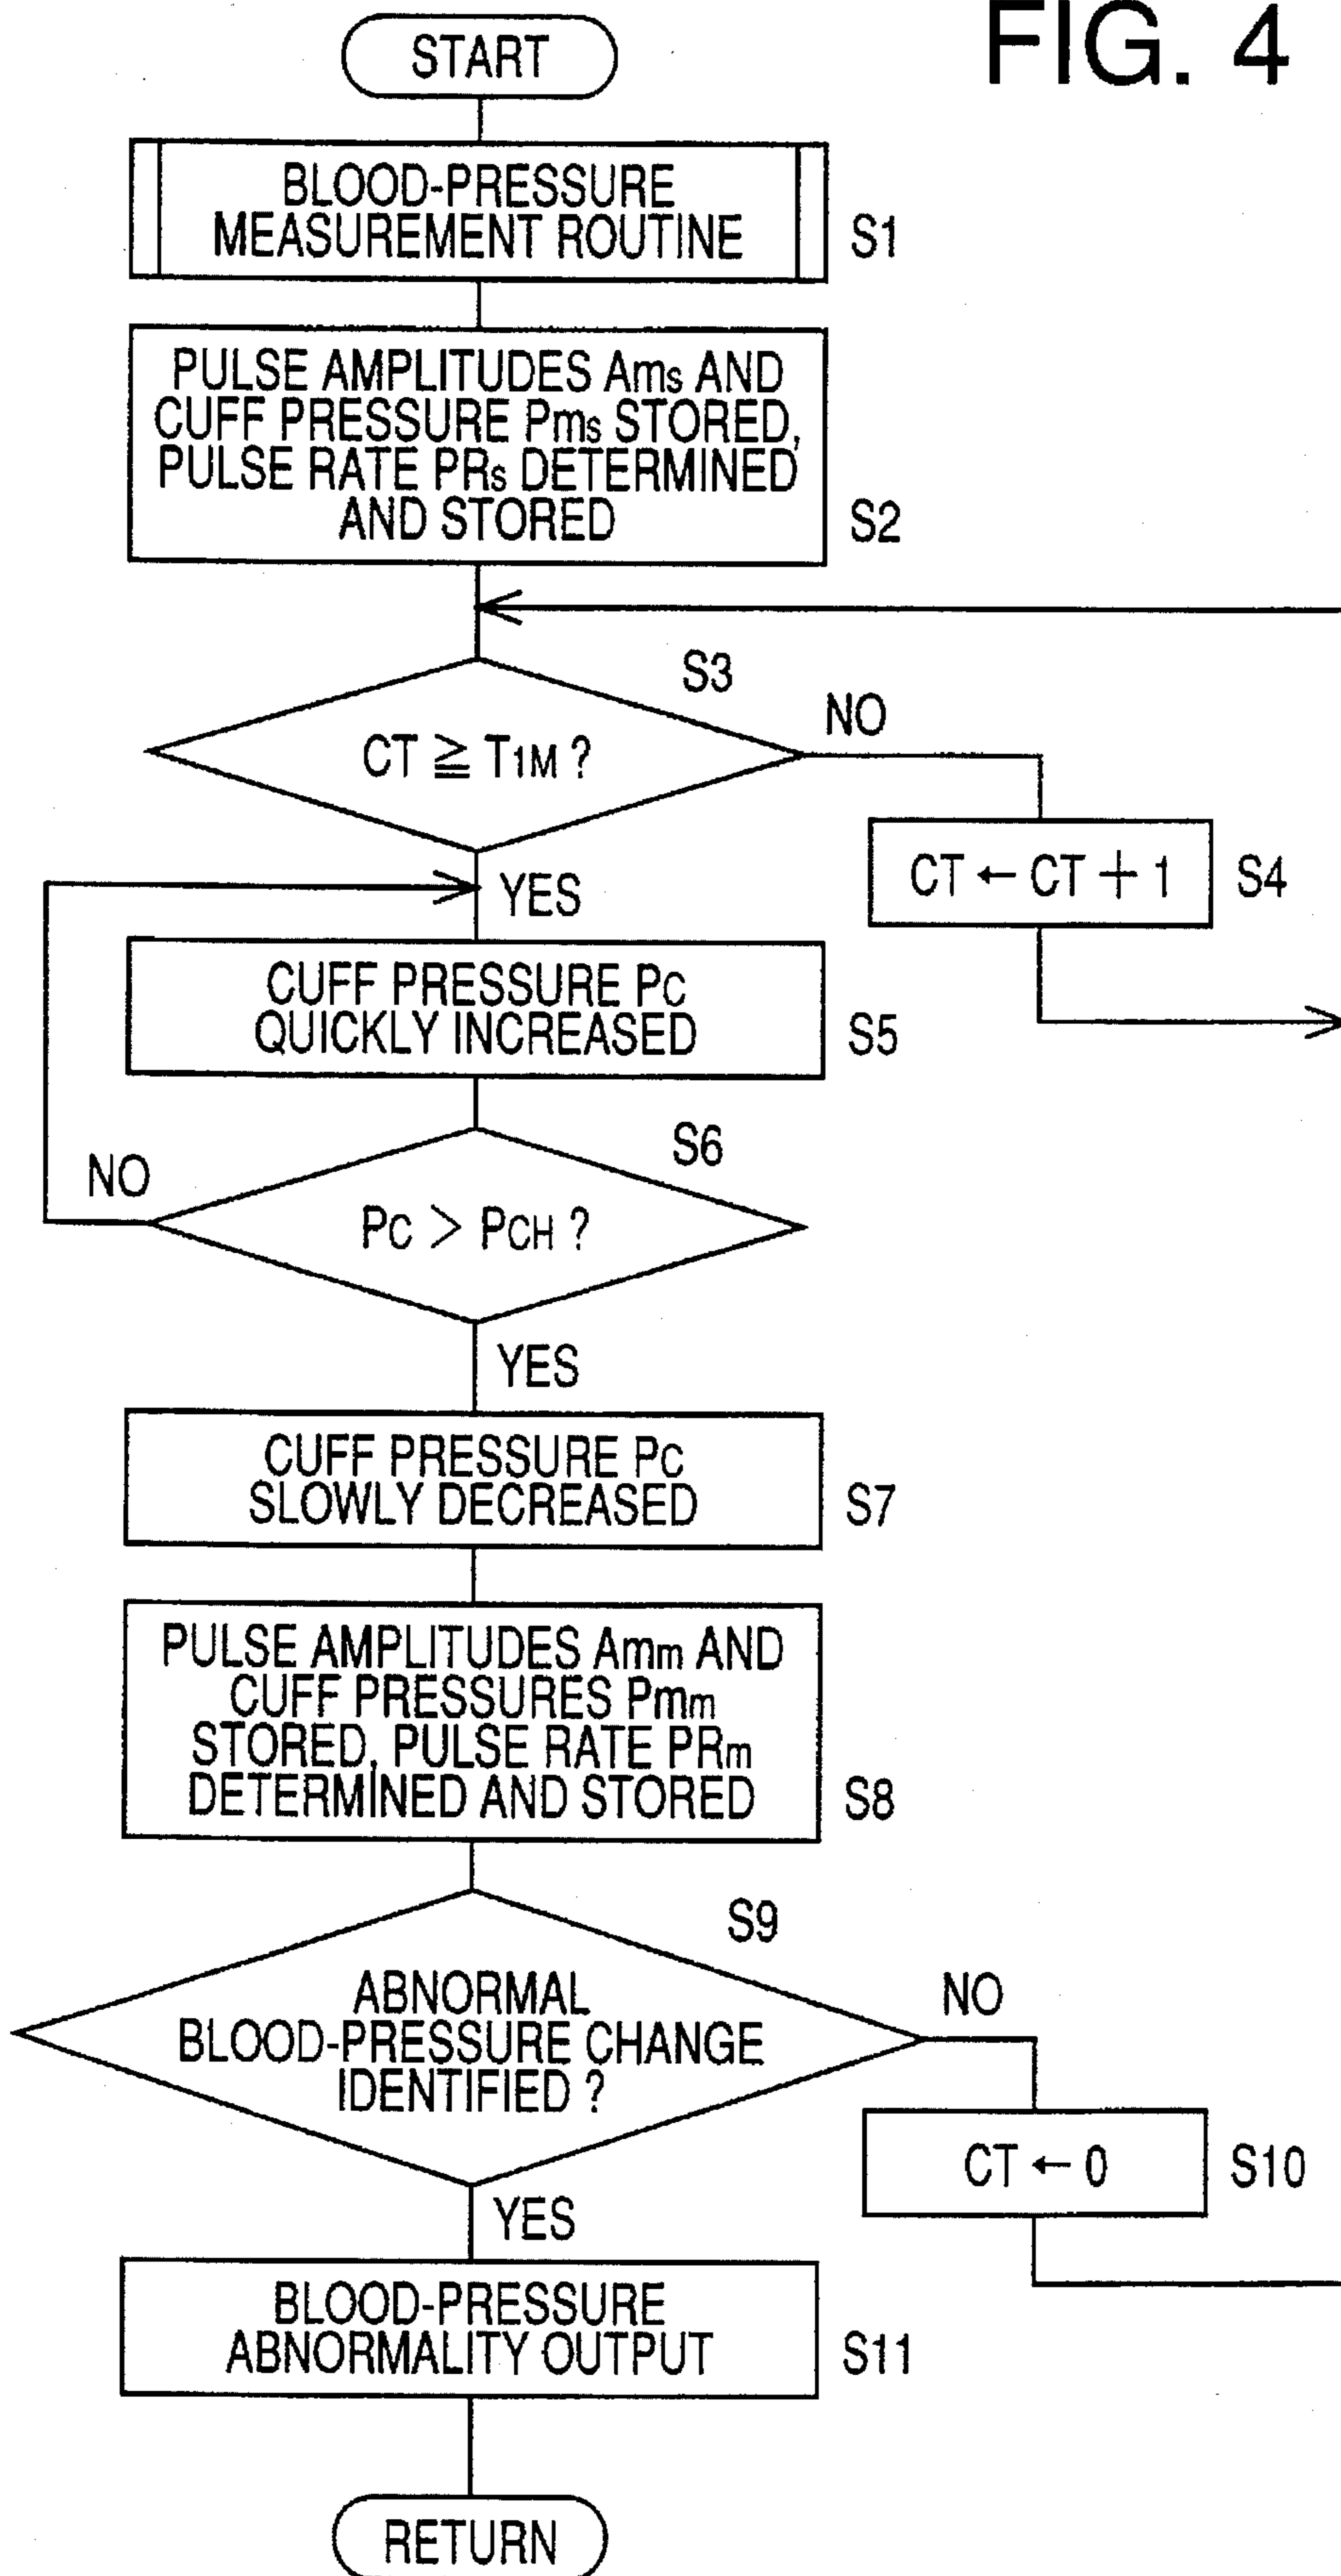 FIG. 4
START
BLOOD-PRESSURE
MEASUREMENT ROUTINE
S1
PULSE AMPLITUDES Ams AND
CUFF PRESSURE Pms STORED,
PULSE RATE PRs DETERMINED
AND STORED
S2
S3
CT ≧ T1M ?
NO
CT ← CT + 1
S4
YES
CUFF PRESSURE PC
QUICKLY INCREASED
S5
S6
NO
PC > PCH ?
YES
CUFF PRESSURE PC
SLOWLY DECREASED
S7
PULSE AMPLITUDES Amm AND
CUFF PRESSURES Pmm
STORED, PULSE RATE PRm
DETERMINED AND STORED
S8
S9
ABNORMAL
BLOOD-PRESSURE CHANGE
IDENTIFIED ?
NO
CT ← 0
S10
YES
BLOOD-PRESSURE
ABNORMALITY OUTPUT
S11
RETURN